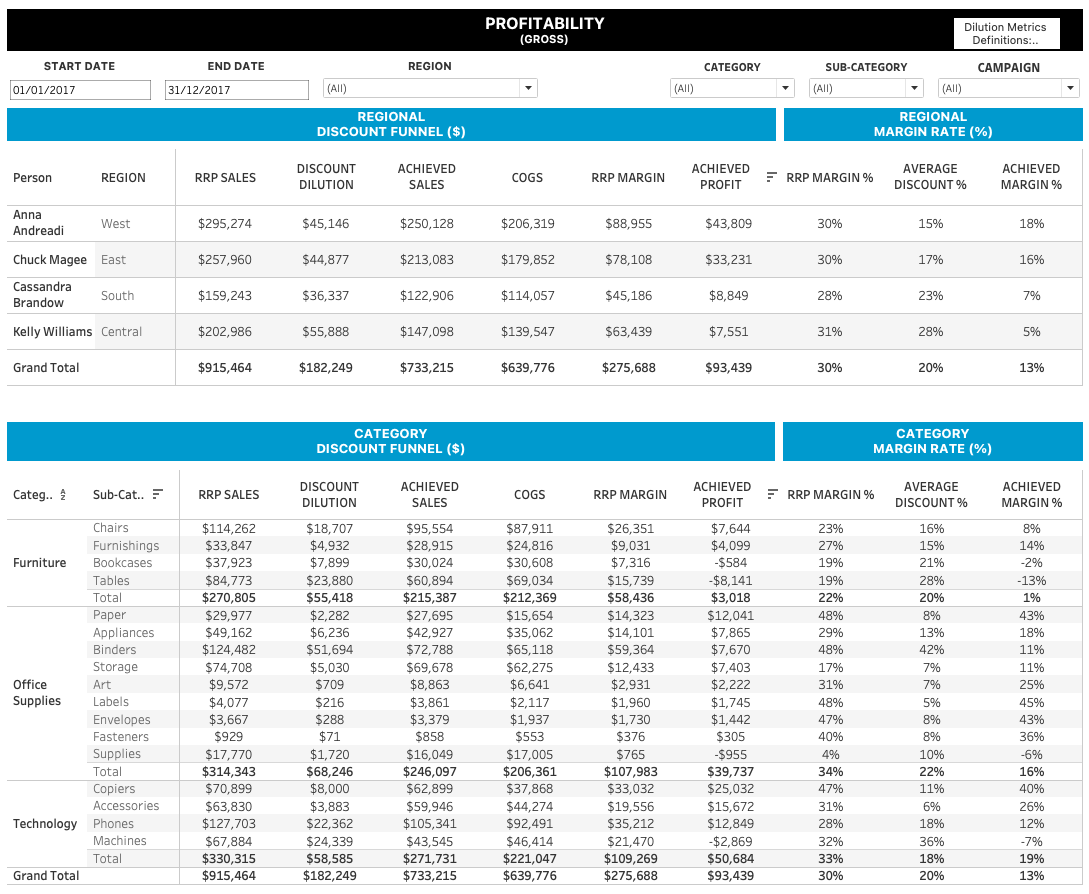 PROFITABILITY
(GROSS)
Dilution Metrics
Definitions:..
START DATE END DATE REGION CATEGORY SUB-CATEGORY CAMPAIGN
01/01/2017 31/12/2017 (All) (All) (All) (All)
REGIONAL
DISCOUNT FUNNEL ($)
REGIONAL
MARGIN RATE (%)
Person REGION RRP SALES DISCOUNT DILUTION ACHIEVED SALES COGS RRP MARGIN ACHIEVED PROFIT RRP MARGIN % AVERAGE DISCOUNT % ACHIEVED MARGIN %
Anna Andreadi West $295,274 $45,146 $250,128 $206,319 $88,955 $43,809 30% 15% 18%
Chuck Magee East $257,960 $44,877 $213,083 $179,852 $78,108 $33,231 30% 17% 16%
Cassandra Brandow South $159,243 $36,337 $122,906 $114,057 $45,186 $8,849 28% 23% 7%
Kelly Williams Central $202,986 $55,888 $147,098 $139,547 $63,439 $7,551 31% 28% 5%
Grand Total $915,464 $182,249 $733,215 $639,776 $275,688 $93,439 30% 20% 13%
CATEGORY
DISCOUNT FUNNEL ($)
CATEGORY
MARGIN RATE (%)
Categ.. Sub-Cat.. RRP SALES DISCOUNT DILUTION ACHIEVED SALES COGS RRP MARGIN ACHIEVED PROFIT RRP MARGIN % AVERAGE DISCOUNT % ACHIEVED MARGIN %
Furniture
Chairs $114,262 $18,707 $95,554 $87,911 $26,351 $7,644 23% 16% 8%
Furnishings $33,847 $4,932 $28,915 $24,816 $9,031 $4,099 27% 15% 14%
Bookcases $37,923 $7,899 $30,024 $30,608 $7,316 -$584 19% 21% -2%
Tables $84,773 $23,880 $60,894 $69,034 $15,739 -$8,141 19% 28% -13%
Total $270,805 $55,418 $215,387 $212,369 $58,436 $3,018 22% 20% 1%
Office Supplies
Paper $29,977 $2,282 $27,695 $15,654 $14,323 $12,041 48% 8% 43%
Appliances $49,162 $6,236 $42,927 $35,062 $14,101 $7,865 29% 13% 18%
Binders $124,482 $51,694 $72,788 $65,118 $59,364 $7,670 48% 42% 11%
Storage $74,708 $5,030 $69,678 $62,275 $12,433 $7,403 17% 7% 11%
Art $9,572 $709 $8,863 $6,641 $2,931 $2,222 31% 7% 25%
Labels $4,077 $216 $3,861 $2,117 $1,960 $1,745 48% 5% 45%
Envelopes $3,667 $288 $3,379 $1,937 $1,730 $1,442 47% 8% 43%
Fasteners $929 $71 $858 $553 $376 $305 40% 8% 36%
Supplies $17,770 $1,720 $16,049 $17,005 $765 -$955 4% 10% -6%
Total $314,343 $68,246 $246,097 $206,361 $107,983 $39,737 34% 22% 16%
Technology
Copiers $70,899 $8,000 $62,899 $37,868 $33,032 $25,032 47% 11% 40%
Accessories $63,830 $3,883 $59,946 $44,274 $19,556 $15,672 31% 6% 26%
Phones $127,703 $22,362 $105,341 $92,491 $35,212 $12,849 28% 18% 12%
Machines $67,884 $24,339 $43,545 $46,414 $21,470 -$2,869 32% 36% -7%
Total $330,315 $58,585 $271,731 $221,047 $109,269 $50,684 33% 18% 19%
Grand Total $915,464 $182,249 $733,215 $639,776 $275,688 $93,439 30% 20% 13%